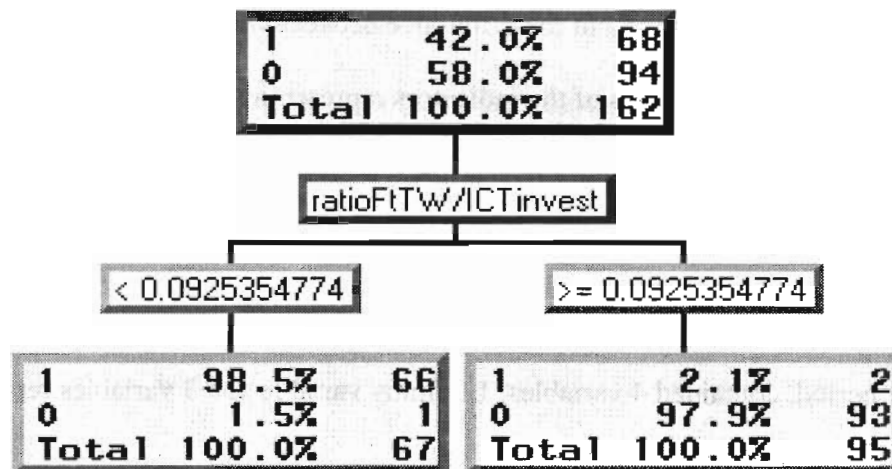 1 42.0% 68
0 58.0% 94
Total 100.0% 162
ratioFtTW/ICTinvest
< 0.0925354774
>= 0.0925354774
1 98.5% 66
0 1.5% 1
Total 100.0% 67
1 2.1% 2
0 97.9% 93
Total 100.0% 95